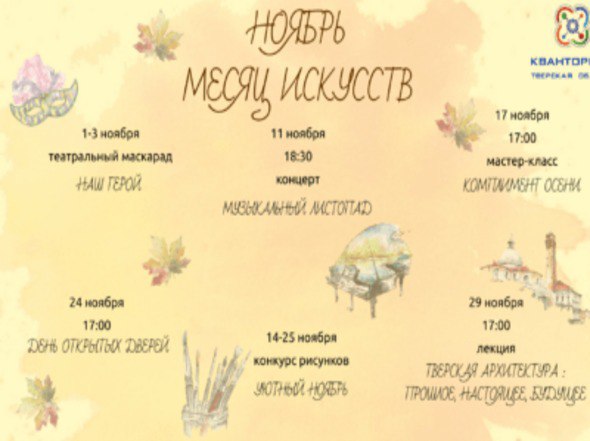 НОЯБРЬ
МЕСЯЦ ИСКУССТВ
КВАНТОРИ
ТВЕРСКАЯ ОБ
1-3 ноября
театральный маскарад
НАШ ГЕРОЙ
11 ноября
18:30
концерт
МУЗЫКАЛЬНЫЙ ЛИСТОПАД
17 ноября
17:00
мастер-класс
КОМПЛИМЕНТ ОСЕНИ
24 ноября
17:00
ДЕНЬ ОТКРЫТЫХ ДВЕРЕЙ
14-25 ноября
конкурс рисунков
УЮТНЫЙ НОЯБРЬ
29 ноября
17:00
лекция
ТВЕРСКАЯ АРХИТЕКТУРА :
ПРОШЛОЕ, НАСТОЯЩЕЕ, БУДУЩЕЕ